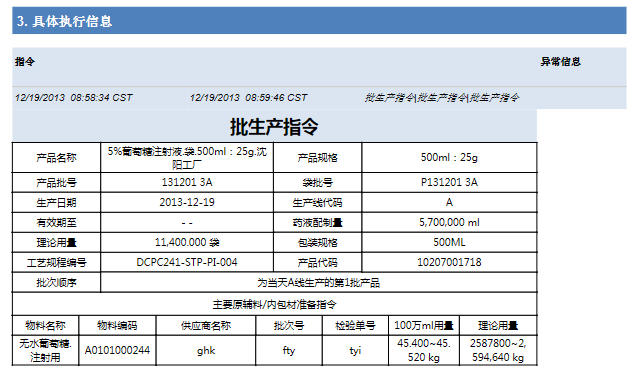 3. 具体执行信息
指令 异常信息
12/19/2013 08:58:34 CST 12/19/2013 08:59:46 CST 批生产指令\批生产指令\批生产指令
批生产指令
产品名称 5%葡萄糖注射液.袋.500ml：25g.沈 产品规格 500ml：25g
阳工厂
产品批号 131201 3A 袋批号 P131201 3A
生产日期 2013-12-19 生产线代码 A
有效期至 - - 药液配制量 5,700,000 ml
理论用量 11,400.000 袋 包装规格 500ML
工艺规程编号 DCPC241-STP-PI-004 产品代码 10207001718
批次顺序 为当天A线生产的第1批产品
主要原辅料/内包材准备指令
物料名称 物料编码 供应商名称 批次号 检验单号 100万ml用量 理论用量
无水葡萄糖. A0101000244 ghk fty tyi 45.400~45. 2587800~2,
注射用 520 kg 594,640 kg